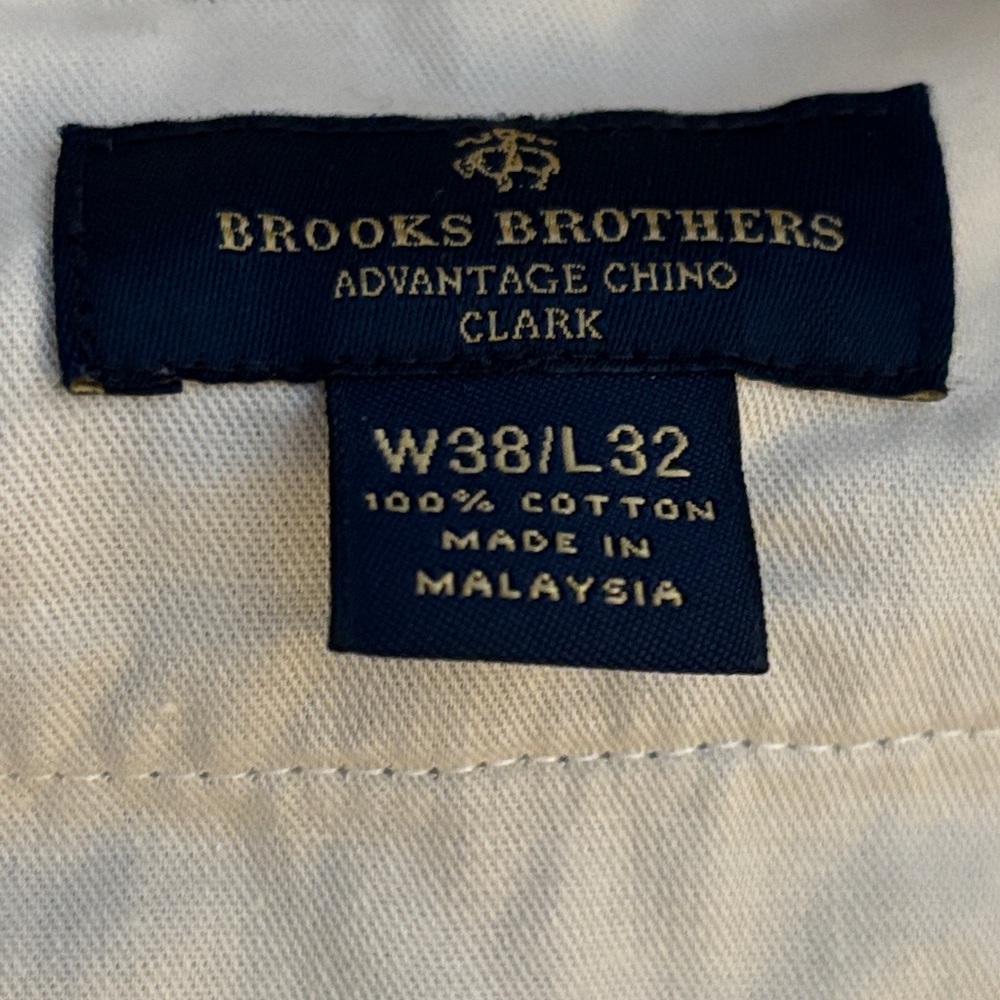 BROOKS BROTHERS
ADVANTAGE CHINO
CLARK
W38/L32
100% COTTON
MADE IN
MALAYSIA